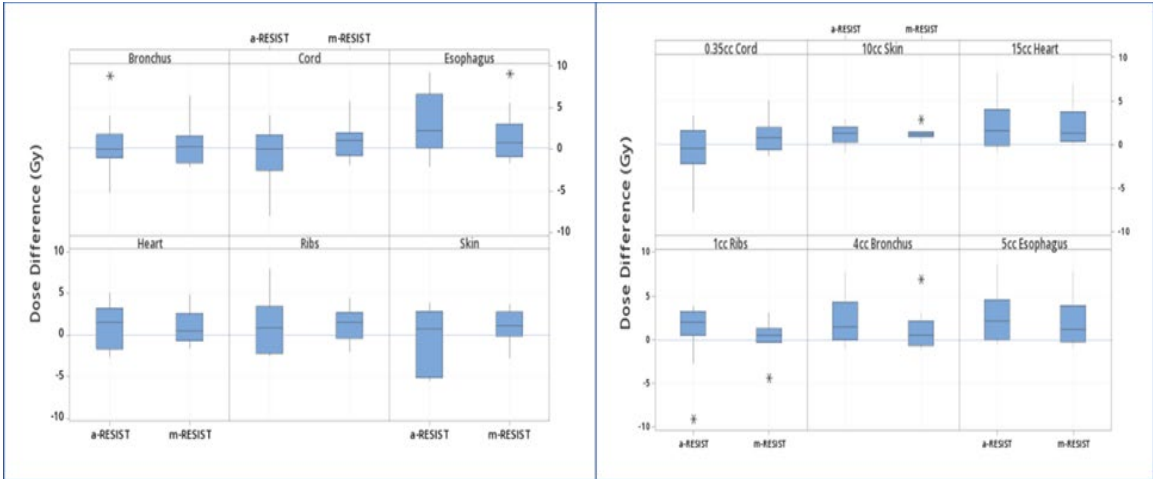 a-RESIST m-RESIST
Bronchus Cord Esophagus
10
5
0
-5
-10
Heart Ribs Skin
10
5
0
-5
-10
Dose Difference (Gy)
a-RESIST m-RESIST a-RESIST m-RESIST
a-RESIST m-RESIST
0.35cc Cord 10cc Skin 15cc Heart
10
5
0
-5
-10
1cc Ribs 4cc Bronchus 5cc Esophagus
10
5
0
-5
-10
Dose Difference (Gy)
a-RESIST m-RESIST a-RESIST m-RESIST